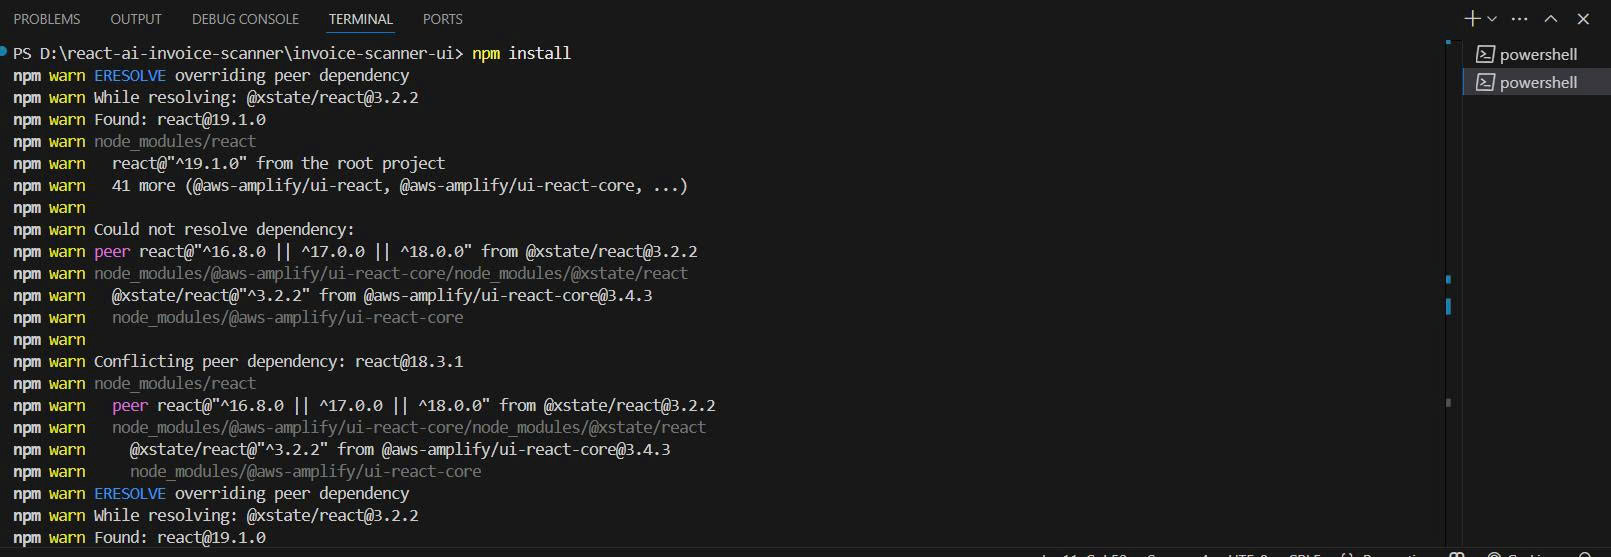 PROBLEMS OUTPUT DEBUG CONSOLE TERMINAL PORTS
powershell
powershell
PS D:\react-ai-invoice-scanner\invoice-scanner-ui> npm install
npm warn ERESOLVE overriding peer dependency
npm warn While resolving: @xstate/react@3.2.2
npm warn Found: react@19.1.0
npm warn node_modules/react
npm warn   react@"^19.1.0" from the root project
npm warn   41 more (@aws-amplify/ui-react, @aws-amplify/ui-react-core, ...)
npm warn
npm warn Could not resolve dependency:
npm warn peer react@"^16.8.0 || ^17.0.0 || ^18.0.0" from @xstate/react@3.2.2
npm warn node_modules/@aws-amplify/ui-react-core/node_modules/@xstate/react
npm warn   @xstate/react@"^3.2.2" from @aws-amplify/ui-react-core@3.4.3
npm warn   node_modules/@aws-amplify/ui-react-core
npm warn
npm warn Conflicting peer dependency: react@18.3.1
npm warn node_modules/react
npm warn   peer react@"^16.8.0 || ^17.0.0 || ^18.0.0" from @xstate/react@3.2.2
npm warn   node_modules/@aws-amplify/ui-react-core/node_modules/@xstate/react
npm warn     @xstate/react@"^3.2.2" from @aws-amplify/ui-react-core@3.4.3
npm warn     node_modules/@aws-amplify/ui-react-core
npm warn ERESOLVE overriding peer dependency
npm warn While resolving: @xstate/react@3.2.2
npm warn Found: react@19.1.0